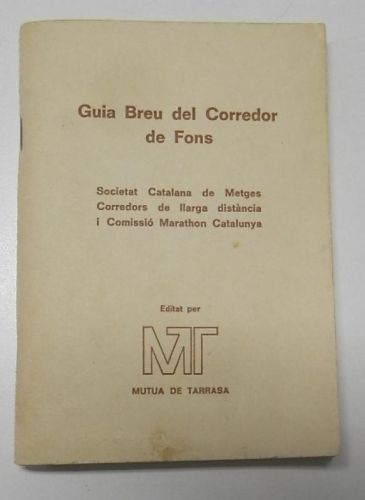 Guia Breu del Corredor
de Fons
Societat Catalana de Metges
Corredors de llarga distància
i Comissió Marathon Catalunya
Editat per
MT
MUTUA DE TARRASA